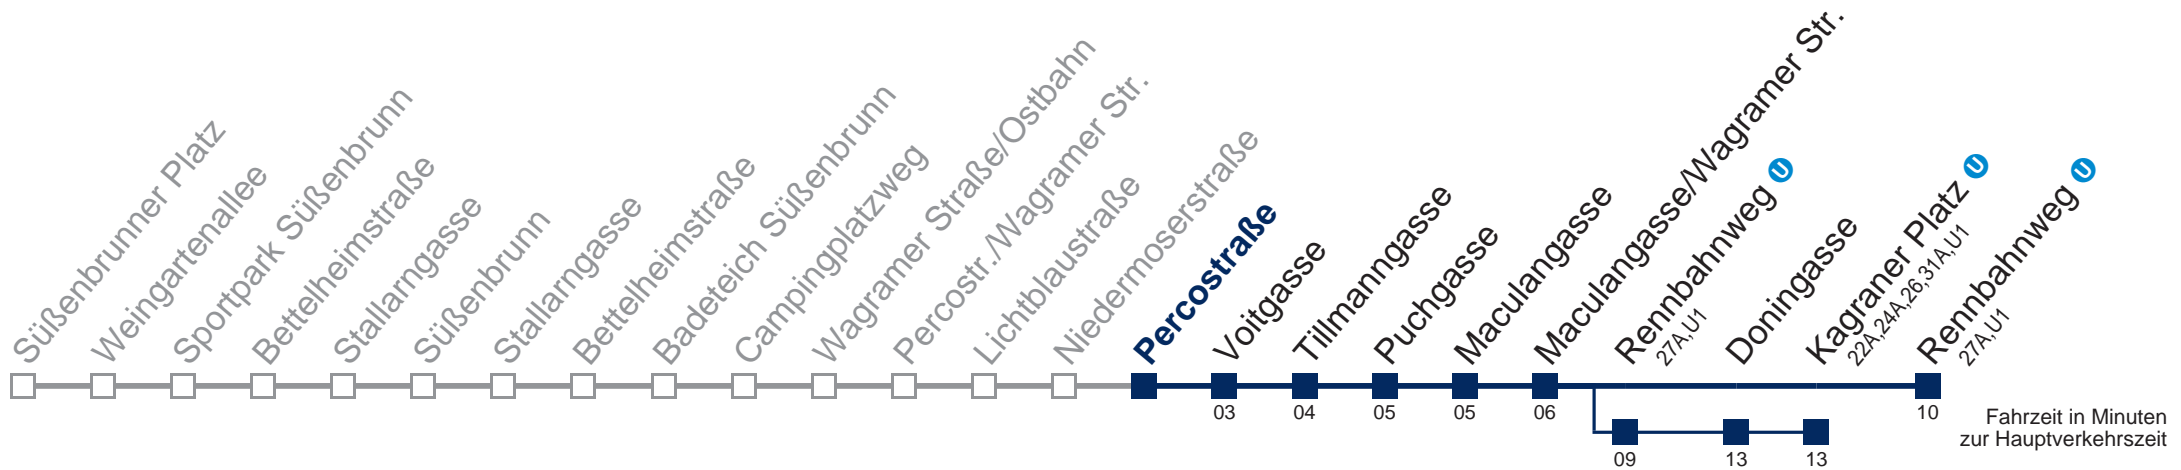 Süßenbrunner Platz
Weingartenallee
Sportpark Süßenbrunn
Bettelheimstraße
Stallarngasse
Süßenbrunn
Stallarngasse
Bettelheimstraße
Badeteich Süßenbrunn
Campingplatzweg
Wagramer Straße/Ostbahn
Percostr./Wagramer Str.
Lichtblaustraße
Niedermoserstraße
Percostraße
Voitgasse
Tillmanngasse
Puchgasse
Maculangasse
Maculangasse/Wagramer Str.
Rennbahnweg U
27A,U1
Doningasse
Kagraner Platz U
22A,24A,26,31A,U1
Rennbahnweg U
27A,U1
03 04 05 05 06 10
09 13 13
Fahrzeit in Minuten
zur Hauptverkehrszeit